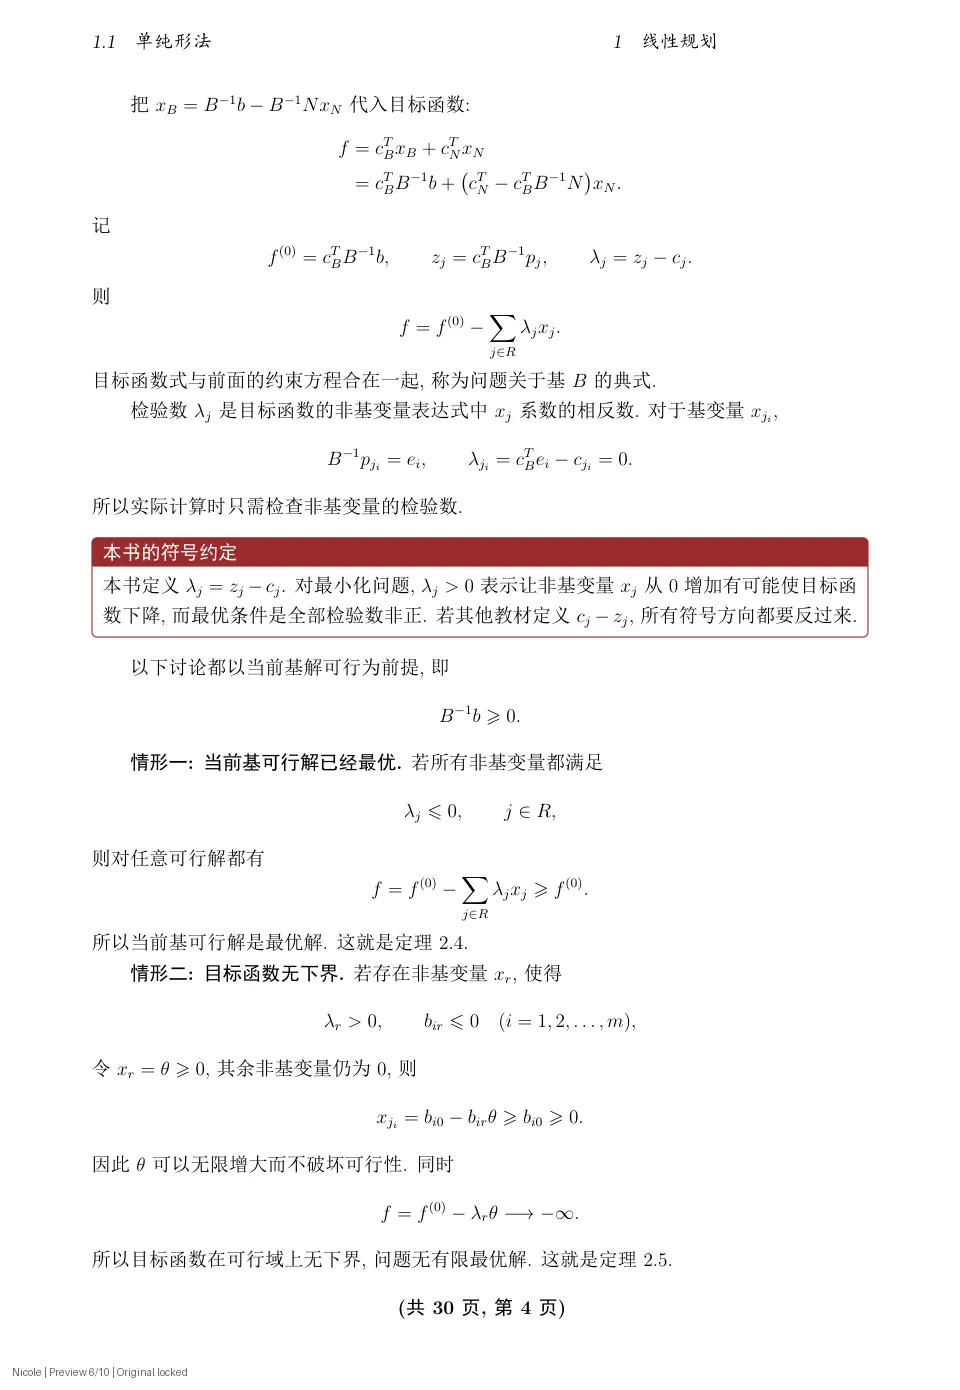 1.1 单纯形法 1 线性规划
把 x_B = B^{-1}b − B^{-1}Nx_N 代入目标函数:
f = c_B^T x_B + c_N^T x_N
= c_B^T B^{-1}b + (c_N^T − c_B^T B^{-1}N)x_N.
记
f^{(0)} = c_B^T B^{-1}b, z_j = c_B^T B^{-1}p_j, λ_j = z_j − c_j.
则
f = f^{(0)} − ∑_{j∈R} λ_j x_j.
目标函数式与前面的约束方程合在一起, 称为问题关于基 B 的典式.
检验数 λ_j 是目标函数的非基变量表达式中 x_j 系数的相反数. 对于基变量 x_{j_i},
B^{-1}p_{j_i} = e_i, λ_{j_i} = c_B^T e_i − c_{j_i} = 0.
所以实际计算时只需检查非基变量的检验数.
本书的符号约定
本书定义 λ_j = z_j − c_j. 对最小化问题, λ_j > 0 表示让非基变量 x_j 从 0 增加有可能使目标函
数下降, 而最优条件是全部检验数非正. 若其他教材定义 c_j − z_j, 所有符号方向都要反过来.
以下讨论都以当前基解可行为前提, 即
B^{-1}b ⩾ 0.
情形一: 当前基可行解已经最优. 若所有非基变量都满足
λ_j ⩽ 0, j ∈ R,
则对任意可行解都有
f = f^{(0)} − ∑_{j∈R} λ_j x_j ⩾ f^{(0)}.
所以当前基可行解是最优解. 这就是定理 2.4.
情形二: 目标函数无下界. 若存在非基变量 x_r, 使得
λ_r > 0, b_{ir} ⩽ 0 (i = 1, 2, . . . , m),
令 x_r = θ ⩾ 0, 其余非基变量仍为 0, 则
x_{j_i} = b_{i0} − b_{ir}θ ⩾ b_{i0} ⩾ 0.
因此 θ 可以无限增大而不破坏可行性. 同时
f = f^{(0)} − λ_r θ ⟶ −∞.
所以目标函数在可行域上无下界, 问题无有限最优解. 这就是定理 2.5.
(共 30 页, 第 4 页)
Nicole | Preview 6/10 | Original locked